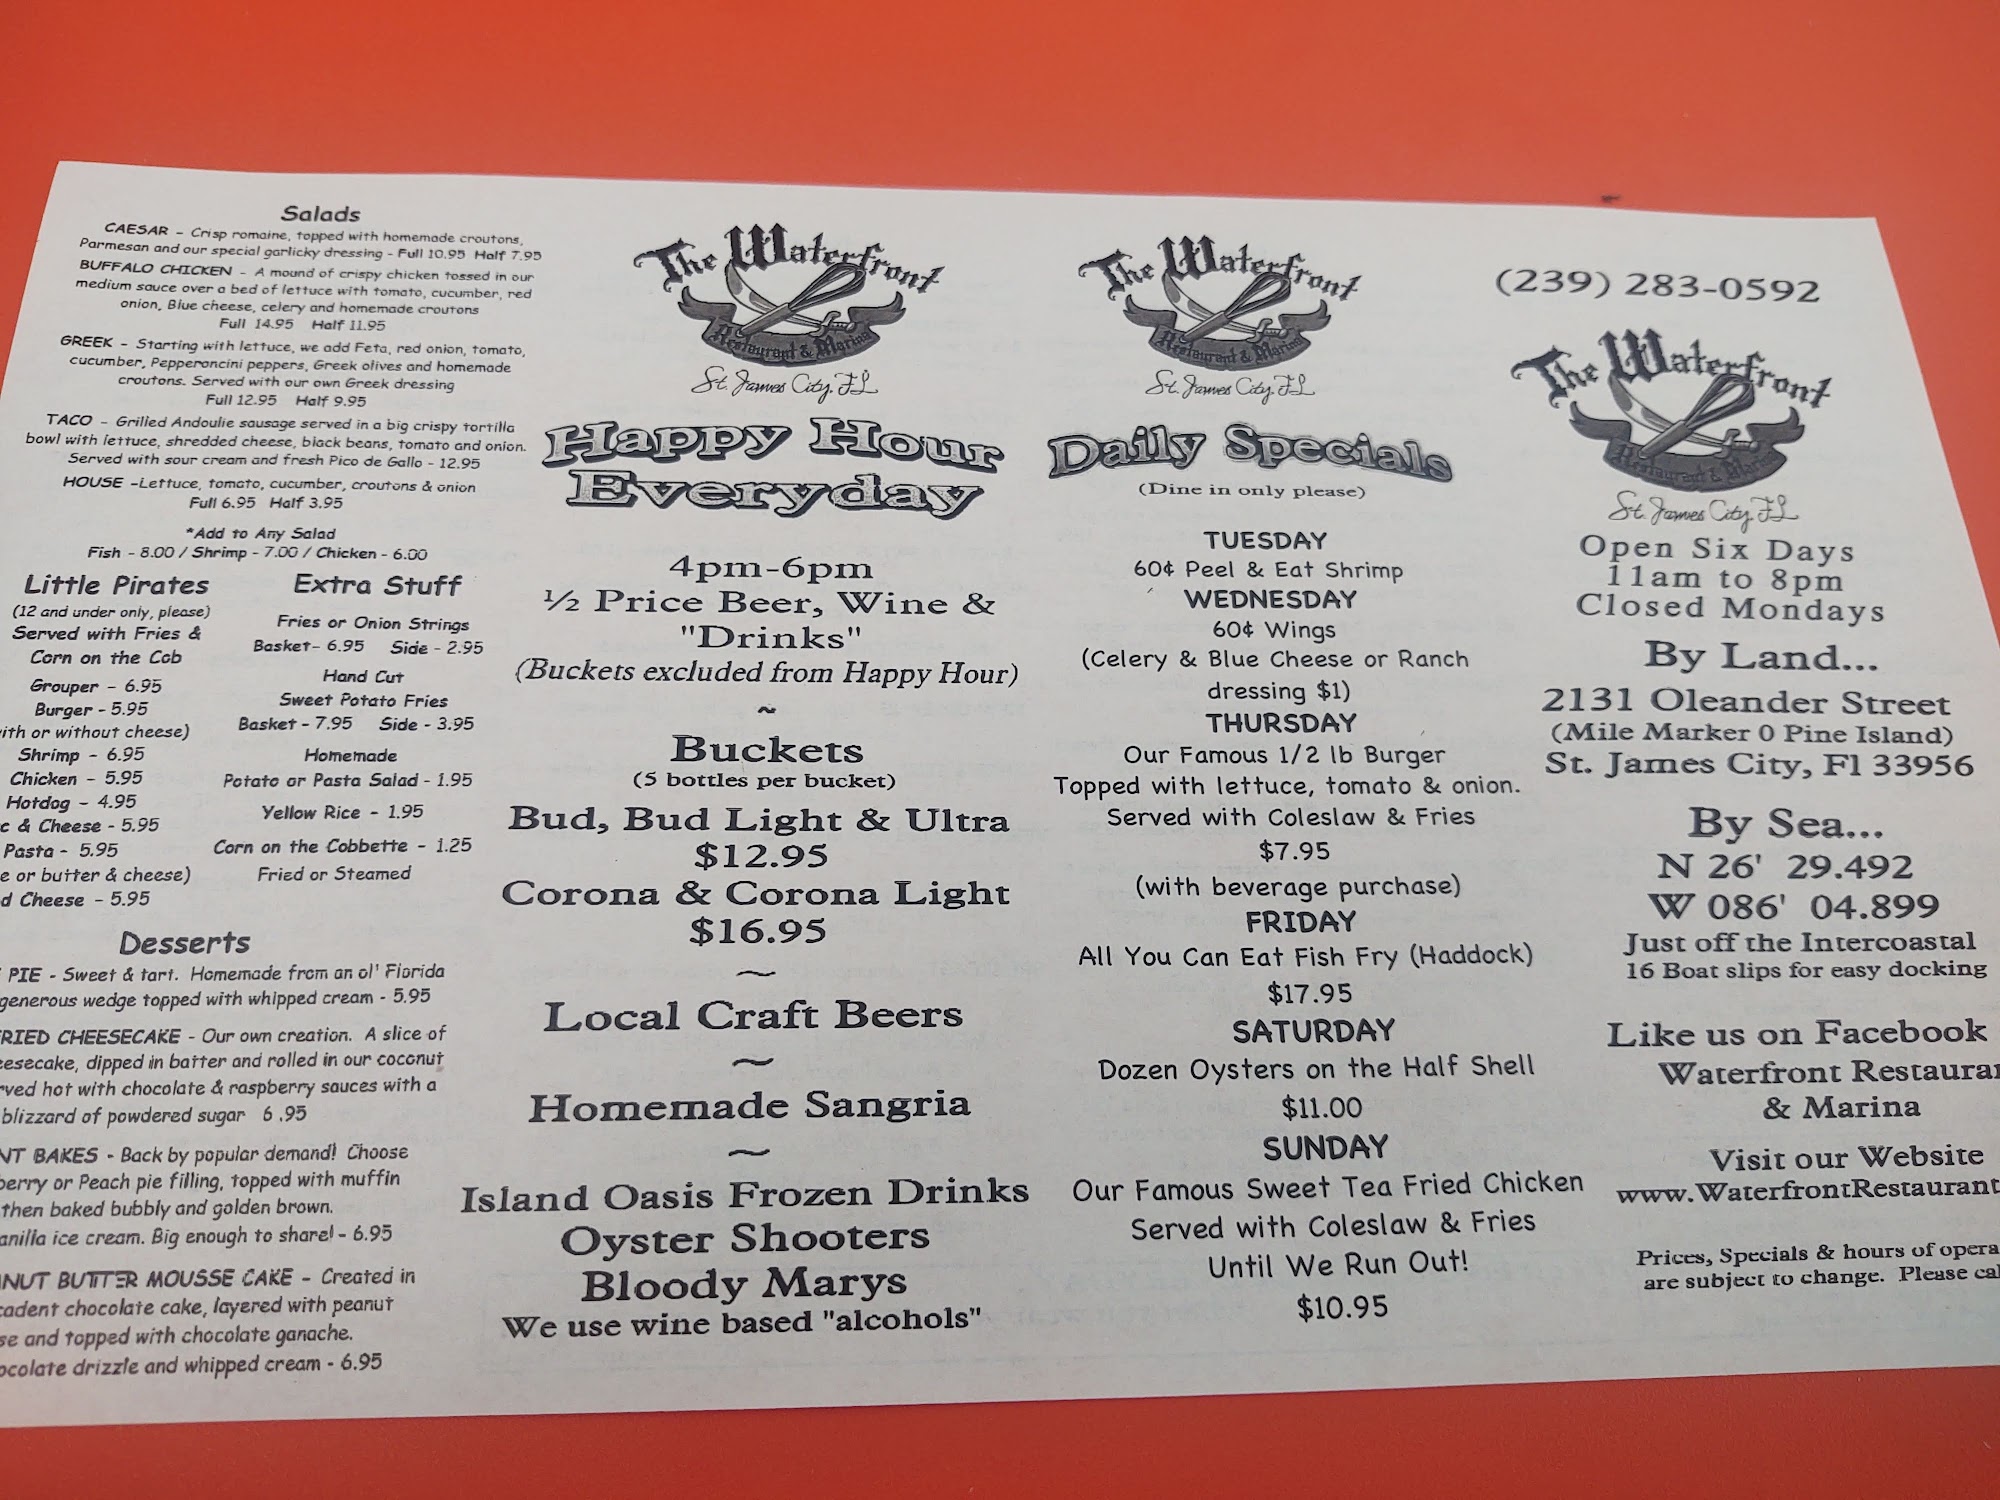 Salads
CAESAR - Crisp romaine, topped with homemade croutons,
Parmesan and our special garlicky dressing - Full 10.95 Half 7.95
BUFFALO CHICKEN - A mound of crispy chicken tossed in our
medium sauce over a bed of lettuce with tomato, cucumber, red
onion, Blue cheese, celery and homemade croutons
Full 14.95 Half 11.95
GREEK - Starting with lettuce, we add Feta, red onion, tomato,
cucumber, Pepperoncini peppers, Greek olives and homemade
croutons. Served with our own Greek dressing
Full 12.95 Half 9.95
TACO - Grilled Andoulie sausage served in a big crispy tortilla
bowl with lettuce, shredded cheese, black beans, tomato and onion.
Served with sour cream and fresh Pico de Gallo - 12.95
HOUSE -Lettuce, tomato, cucumber, croutons & onion
Full 6.95 Half 3.95
*Add to Any Salad
Fish - 8.00 / Shrimp - 7.00 / Chicken - 6.00
Little Pirates
(12 and under only, please)
Served with Fries &
Corn on the Cob
Grouper - 6.95
Burger - 5.95
or without cheese)
Shrimp - 6.95
Chicken - 5.95
Hotdog - 4.95
& Cheese - 5.95
Pasta - 5.95
or butter & cheese)
Cheese - 5.95
Extra Stuff
Fries or Onion Strings
Basket- 6.95 Side - 2.95
Hand Cut
Sweet Potato Fries
Basket - 7.95 Side - 3.95
Homemade
Potato or Pasta Salad - 1.95
Yellow Rice - 1.95
Corn on the Cobbette - 1.25
Fried or Steamed
Desserts
PIE - Sweet & tart. Homemade from an ol' Florida
generous wedge topped with whipped cream - 5.95
CHEESECAKE - Our own creation. A slice of
dipped in batter and rolled in our coconut
hot with chocolate & raspberry sauces with a
blizzard of powdered sugar 6.95
BAKES - Back by popular demand! Choose
or Peach pie filling, topped with muffin
then baked bubbly and golden brown.
ice cream. Big enough to share! - 6.95
BUTTER MOUSSE CAKE - Created in
chocolate cake, layered with peanut
and topped with chocolate ganache.
drizzle and whipped cream - 6.95
The Waterfront
Restaurant & Marina
St. James City, FL
Happy Hour
Everyday
4pm-6pm
½ Price Beer, Wine &
"Drinks"
(Buckets excluded from Happy Hour)
~
Buckets
(5 bottles per bucket)
Bud, Bud Light & Ultra
$12.95
Corona & Corona Light
$16.95
~
Local Craft Beers
~
Homemade Sangria
~
Island Oasis Frozen Drinks
Oyster Shooters
Bloody Marys
We use wine based "alcohols"
The Waterfront
Restaurant & Marina
St. James City, FL
Daily Specials
(Dine in only please)
TUESDAY
60¢ Peel & Eat Shrimp
WEDNESDAY
60¢ Wings
(Celery & Blue Cheese or Ranch
dressing $1)
THURSDAY
Our Famous 1/2 lb Burger
Topped with lettuce, tomato & onion.
Served with Coleslaw & Fries
$7.95
(with beverage purchase)
FRIDAY
All You Can Eat Fish Fry (Haddock)
$17.95
SATURDAY
Dozen Oysters on the Half Shell
$11.00
SUNDAY
Our Famous Sweet Tea Fried Chicken
Served with Coleslaw & Fries
Until We Run Out!
$10.95
(239) 283-0592
The Waterfront
Restaurant & Marina
St. James City, FL
Open Six Days
11am to 8pm
Closed Mondays
By Land...
2131 Oleander Street
(Mile Marker 0 Pine Island)
St. James City, Fl 33956
By Sea...
N 26' 29.492
W 086' 04.899
Just off the Intercoastal
16 Boat slips for easy docking
Like us on Facebook
Waterfront
& Marina
Visit our Website
www.WaterfrontRestaurant
Prices, Specials & hours of
are subject to change. Please